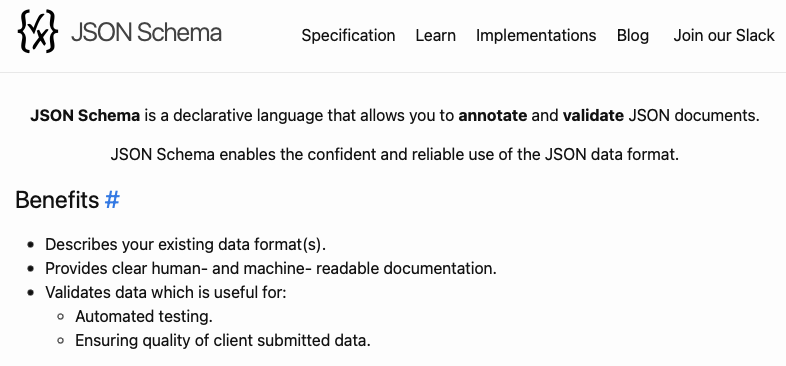 JSON Schema
Specification Learn Implementations Blog Join our Slack
JSON Schema is a declarative language that allows you to annotate and validate JSON documents.
JSON Schema enables the confident and reliable use of the JSON data format.
Benefits #
• Describes your existing data format(s).
• Provides clear human- and machine- readable documentation.
• Validates data which is useful for:
◦ Automated testing.
◦ Ensuring quality of client submitted data.